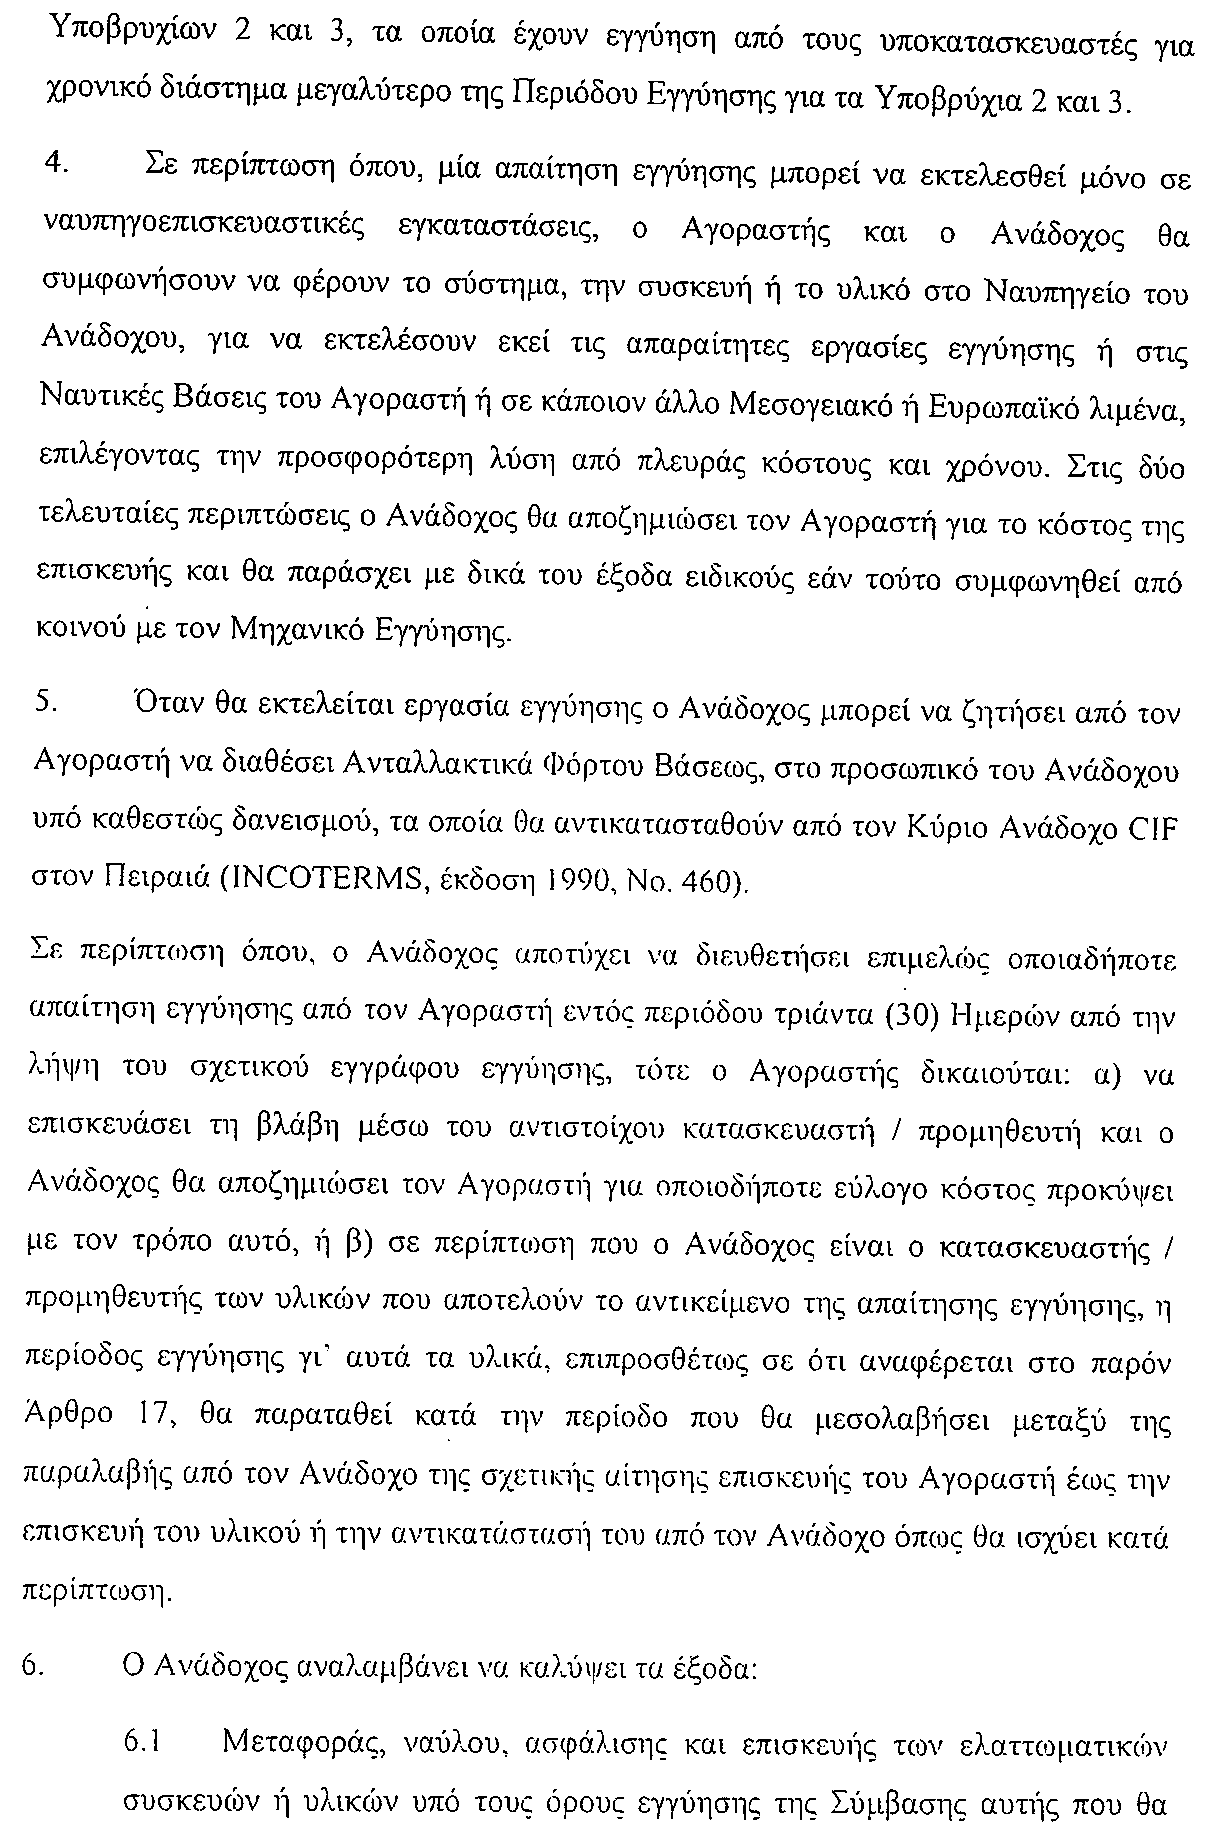 Υποβρυχίων 2 και 3, τα οποία έχουν εγγύηση από τους υποκατασκευαστές για
χρονικό διάστημα μεγαλύτερο της Περιόδου Εγγύησης για τα Υποβρύχια 2 και 3.
4. Σε περίπτωση όπου, μία απαίτηση εγγύησης μπορεί να εκτελεσθεί μόνο σε
ναυπηγοεπισκευαστικές εγκαταστάσεις, ο Αγοραστής και ο Ανάδοχος θα
συμφωνήσουν να φέρουν το σύστημα, την συσκευή ή το υλικό στο Ναυπηγείο του
Ανάδοχου, για να εκτελέσουν εκεί τις απαραίτητες εργασίες εγγύησης ή στις
Ναυτικές Βάσεις του Αγοραστή ή σε κάποιον άλλο Μεσογειακό ή Ευρωπαϊκό λιμένα,
επιλέγοντας την προσφορότερη λύση από πλευράς κόστους και χρόνου. Στις δύο
τελευταίες περιπτώσεις ο Ανάδοχος θα αποζημιώσει τον Αγοραστή για το κόστος της
επισκευής και θα παράσχει με δικά του έξοδα ειδικούς εάν τούτο συμφωνηθεί από
κοινού με τον Μηχανικό Εγγύησης.
5. Όταν θα εκτελείται εργασία εγγύησης ο Ανάδοχος μπορεί να ζητήσει από τον
Αγοραστή να διαθέσει Ανταλλακτικά Φόρτου Βάσεως, στο προσωπικό του Ανάδοχου
υπό καθεστώς δανεισμού, τα οποία θα αντικατασταθούν από τον Κύριο Ανάδοχο CIF
στον Πειραιά (INCOTERMS, έκδοση 1990, No. 460).
Σε περίπτωση όπου, ο Ανάδοχος αποτύχει να διευθετήσει επιμελώς οποιαδήποτε
απαίτηση εγγύησης από τον Αγοραστή εντός περιόδου τριάντα (30) Ημερών από την
λήψη του σχετικού εγγράφου εγγύησης, τότε ο Αγοραστής δικαιούται: α) να
επισκευάσει τη βλάβη μέσω του αντιστοίχου κατασκευαστή / προμηθευτή και ο
Ανάδοχος θα αποζημιώσει τον Αγοραστή για οποιοδήποτε εύλογο κόστος προκύψει
με τον τρόπο αυτό, ή β) σε περίπτωση που ο Ανάδοχος είναι ο κατασκευαστής /
προμηθευτής των υλικών που αποτελούν το αντικείμενο της απαίτησης εγγύησης, η
περίοδος εγγύησης γι' αυτά τα υλικά, επιπροσθέτως σε ότι αναφέρεται στο παρόν
Άρθρο 17, θα παραταθεί κατά την περίοδο που θα μεσολαβήσει μεταξύ της
παραλαβής από τον Ανάδοχο της σχετικής αίτησης επισκευής του Αγοραστή έως την
επισκευή του υλικού ή την αντικατάστασή του από τον Ανάδοχο όπως θα ισχύει κατά
περίπτωση.
6. Ο Ανάδοχος αναλαμβάνει να καλύψει τα έξοδα:
6.1 Μεταφοράς, ναύλου, ασφάλισης και επισκευής των ελαττωματικών
συσκευών ή υλικών υπό τους όρους εγγύησης της Σύμβασης αυτής που θα